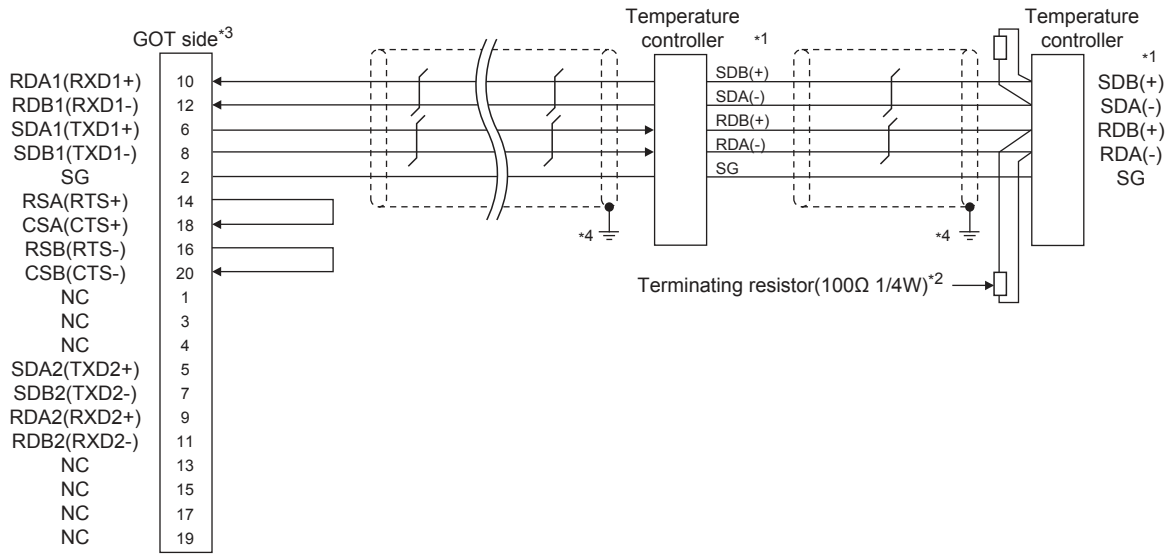 Temperature
controller *1
Temperature
controller
*1
GOT side*3
RDA1(RXD1+) 10 SDB(+) SDB(+)
RDB1(RXD1-) 12 SDA(-) SDA(-)
SDA1(TXD1+) 6 RDB(+) RDB(+)
SDB1(TXD1-) 8 RDA(-) RDA(-)
SG 2 SG SG
RSA(RTS+) 14
CSA(CTS+) 18
*4 *4
RSB(RTS-) 16
CSB(CTS-) 20
Terminating resistor(100Ω 1/4W)*2
NC 1
NC 3
NC 4
SDA2(TXD2+) 5
SDB2(TXD2-) 7
RDA2(RXD2+) 9
RDB2(RXD2-) 11
NC 13
NC 15
NC 17
NC 19